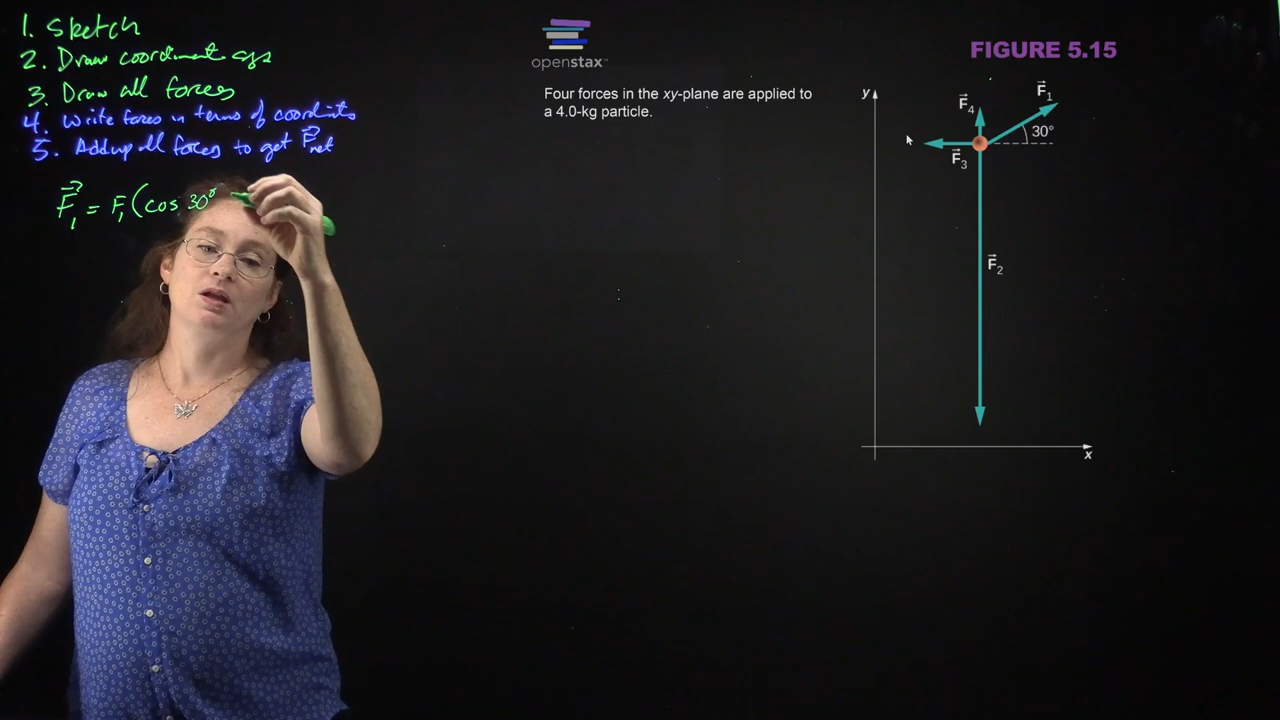 1. Sketch
2. Draw coordinate sys
3. Draw all forces
4. Write forces in terms of coordinates
5. Add up all forces to get F⃗net
F⃗₁ = F₁(cos 30°
openstax™
Four forces in the xy-plane are applied to
a 4.0-kg particle.
FIGURE 5.15
y
F⃗₄
F⃗₁
30°
F⃗₃
F⃗₂
x